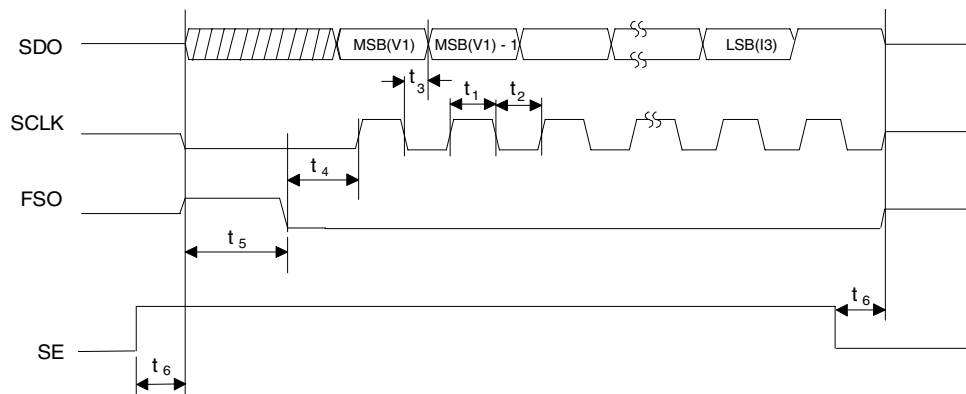 SDO
MSB(V1)
MSB(V1) - 1
LSB(I3)
t3
t1
t2
SCLK
t4
FSO
t5
t6
SE
t6